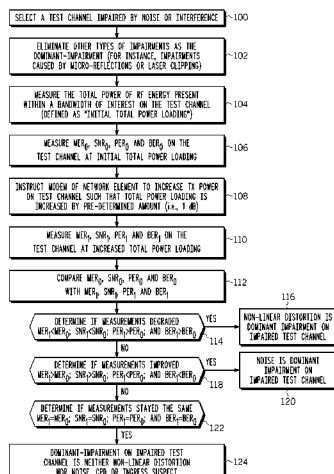 SELECT A TEST CHANNEL IMPAIRED BY NOISE OR INTERFERENCE
100
ELIMINATE OTHER TYPES OF IMPAIRMENTS AS THE
DOMINANT-IMPAIRMENT (FOR INSTANCE, IMPAIRMENTS
CAUSED BY MICRO-REFLECTIONS OR LASER CLIPPING)
102
MEASURE THE TOTAL POWER OF RF ENERGY PRESENT
WITHIN A BANDWIDTH OF INTEREST ON THE TEST CHANNEL
(DEFINED AS "INITIAL TOTAL POWER LOADING")
104
MEASURE MER0, SNR0, PER0 AND BER0 ON THE
TEST CHANNEL AT INITIAL TOTAL POWER LOADING
106
INSTRUCT MODEM OF NETWORK ELEMENT TO INCREASE TX POWER
ON TEST CHANNEL SUCH THAT TOTAL POWER LOADING IS
INCREASED BY PRE-DETERMINED AMOUNT (i.e., 1 dB)
108
MEASURE MER1, SNR1, PER1 AND BER1 ON THE
TEST CHANNEL AT INCREASED TOTAL POWER LOADING
110
COMPARE MER0, SNR0, PER0 AND BER0
WITH MER1, SNR1, PER1 AND BER1
112
DETERMINE IF MEASUREMENTS DEGRADED
MER1<MER0; SNR1<SNR0; PER1>PER0; AND BER1>BER0
114
YES
NON-LINEAR DISTORTION IS
DOMINANT IMPAIRMENT ON
IMPAIRED TEST CHANNEL
116
NO
DETERMINE IF MEASUREMENTS IMPROVED
MER1>MER0; SNR1>SNR0; PER1<PER0; AND BER1<BER0
118
YES
NOISE IS DOMINANT
IMPAIRMENT ON
IMPAIRED TEST CHANNEL
120
NO
DETERMINE IF MEASUREMENTS STAYED THE SAME
MER1=MER0; SNR1=SNR0; PER1=PER0; AND BER1=BER0
122
YES
DOMINANT-IMPAIRMENT ON IMPAIRED TEST
CHANNEL IS NEITHER NON-LINEAR DISTORTION
NOR NOISE, CPD OR INGRESS SUSPECT
124